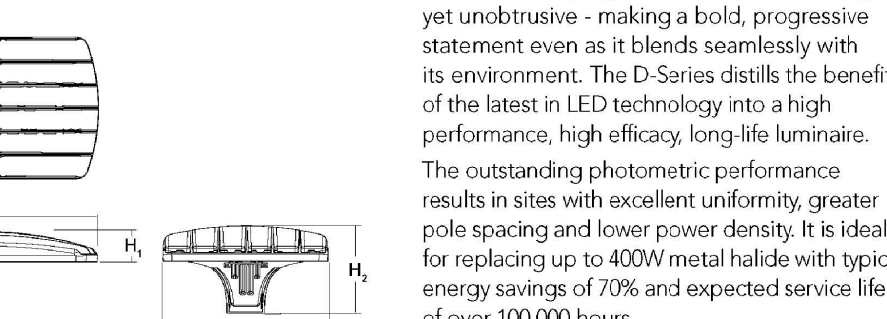 yet unobtrusive - making a bold, progressive
statement even as it blends seamlessly with
its environment. The D-Series distills the
of the latest in LED technology into a high
performance, high efficacy, long-life luminaire.
The outstanding photometric performance
results in sites with excellent uniformity, greater
pole spacing and lower power density. It is ideal
for replacing up to 400W metal halide with
energy savings of 70% and expected service life
of over 100,000 hours.
H1
H2